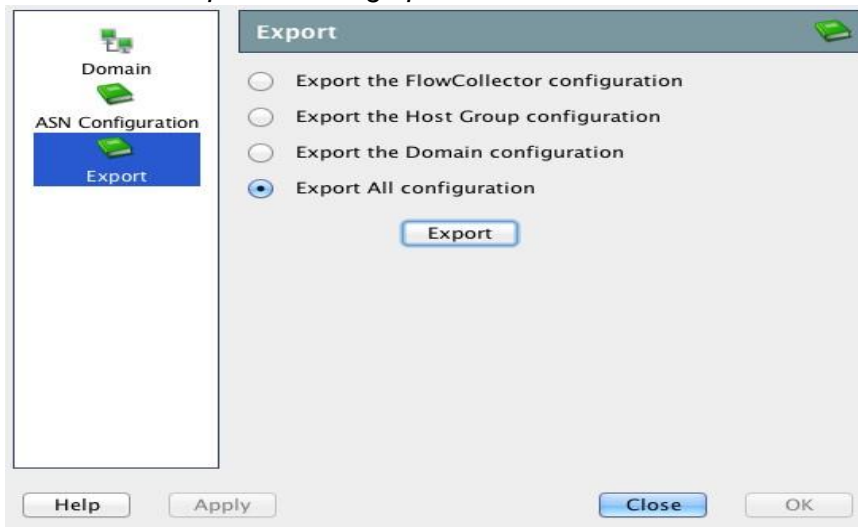 Export
Domain
ASN Configuration
Export
Export the FlowCollector configuration
Export the Host Group configuration
Export the Domain configuration
Export All configuration
Export
Help
Apply
Close
OK